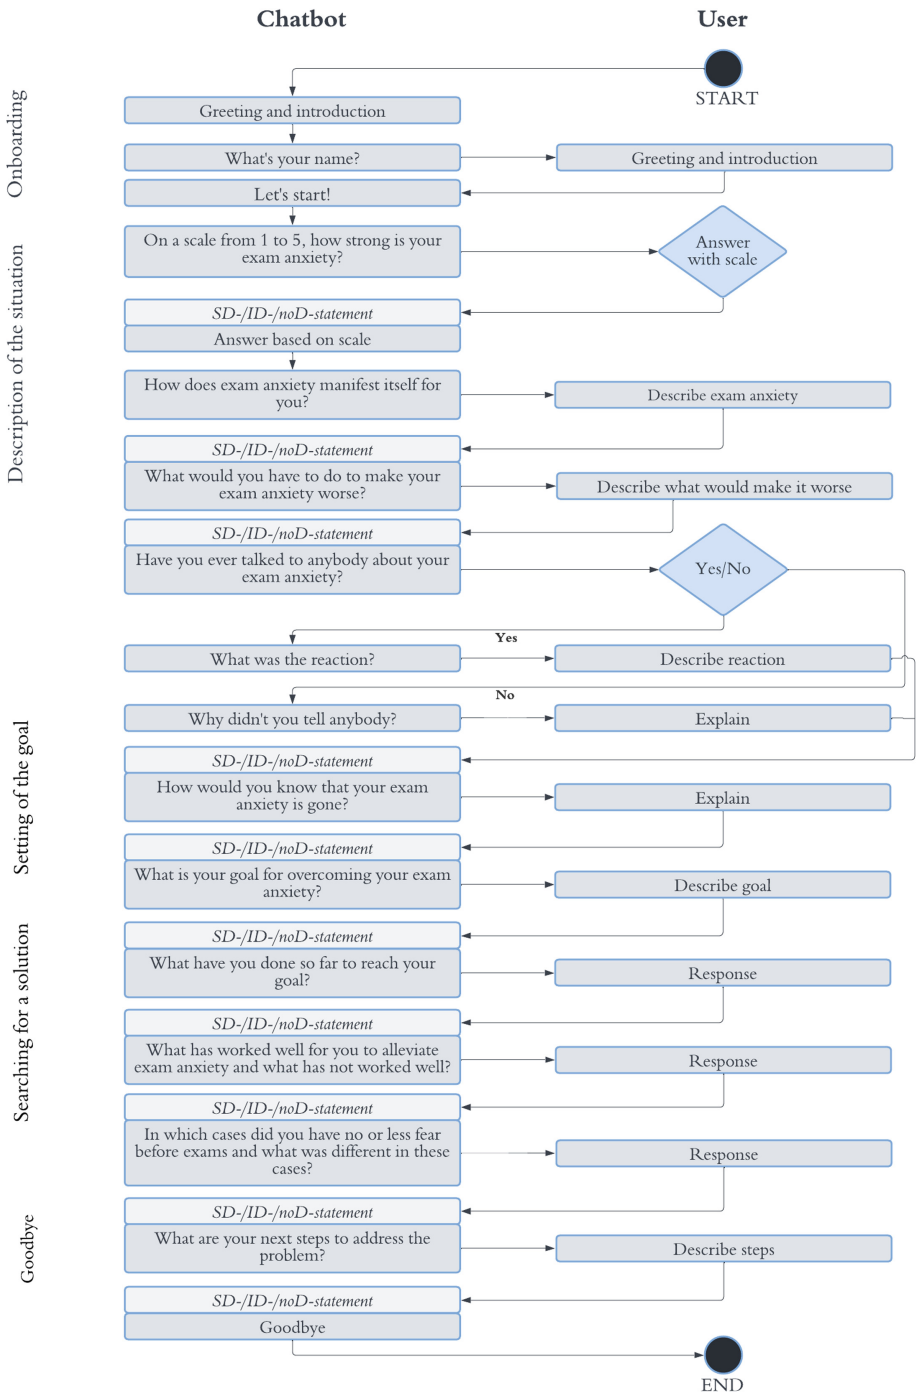 Chatbot
User
START
Onboarding
Greeting and introduction
What's your name?
Greeting and introduction
Let's start!
Description of the situation
On a scale from 1 to 5, how strong is your
exam anxiety?
Answer
with scale
SD-/ID-/noD-statement
Answer based on scale
How does exam anxiety manifest itself for
you?
Describe exam anxiety
SD-/ID-/noD-statement
What would you have to do to make your
exam anxiety worse?
Describe what would make it worse
SD-/ID-/noD-statement
Have you ever talked to anybody about your
exam anxiety?
Yes/No
Yes
What was the reaction?
Describe reaction
No
Why didn't you tell anybody?
Explain
Setting of the goal
SD-/ID-/noD-statement
How would you know that your exam
anxiety is gone?
Explain
SD-/ID-/noD-statement
What is your goal for overcoming your exam
anxiety?
Describe goal
Searching for a solution
SD-/ID-/noD-statement
What have you done so far to reach your
goal?
Response
SD-/ID-/noD-statement
What has worked well for you to alleviate
exam anxiety and what has not worked well?
Response
SD-/ID-/noD-statement
In which cases did you have no or less fear
before exams and what was different in these
cases?
Response
Goodbye
SD-/ID-/noD-statement
What are your next steps to address the
problem?
Describe steps
SD-/ID-/noD-statement
Goodbye
END